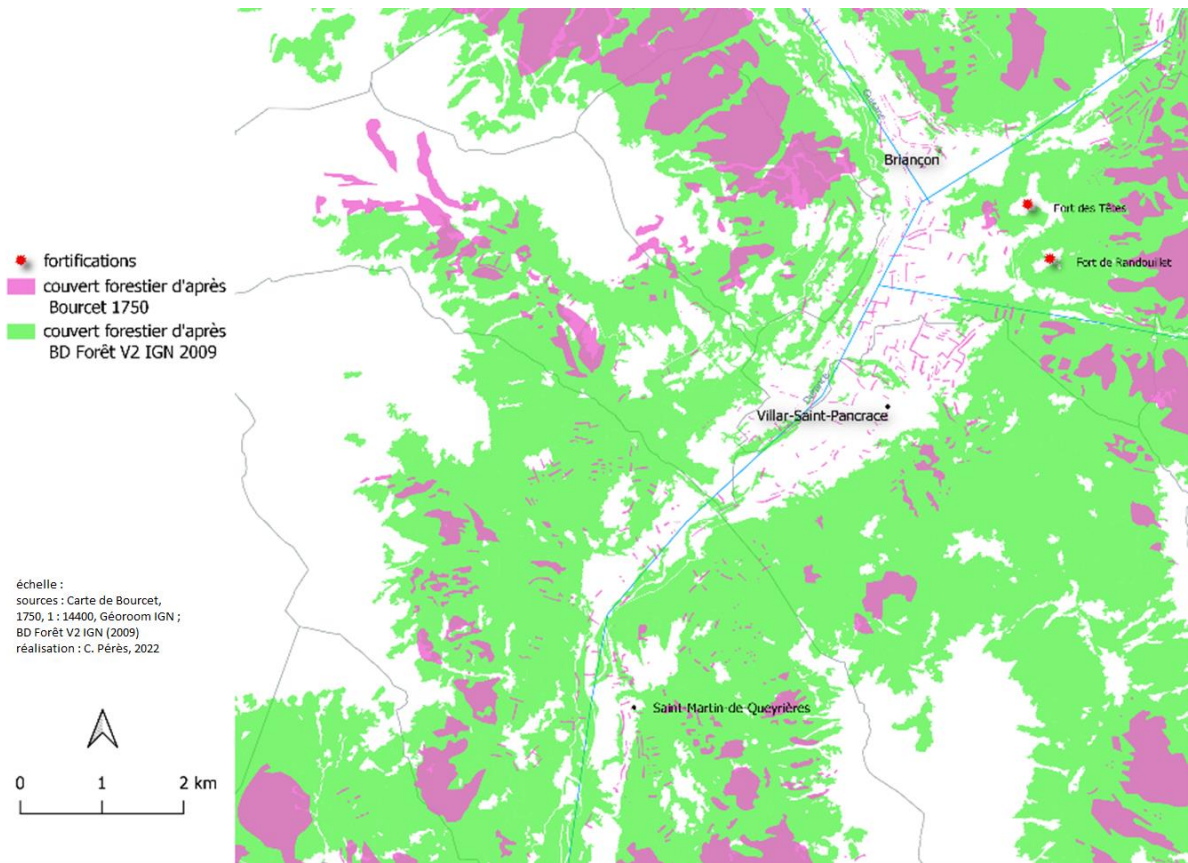 fortifications
couvert forestier d'après
Bourcet 1750
couvert forestier d'après
BD Forêt V2 IGN 2009
échelle :
sources : Carte de Bourcet,
1750, 1 : 14400, Géoroom IGN ;
BD Forêt V2 IGN (2009)
réalisation : C. Pérès, 2022
0 1 2 km
Guisane
Briançon
Fort des Têtes
Fort de Randouillet
Durance
Villar-Saint-Pancrace
Saint-Martin-de-Queyrières